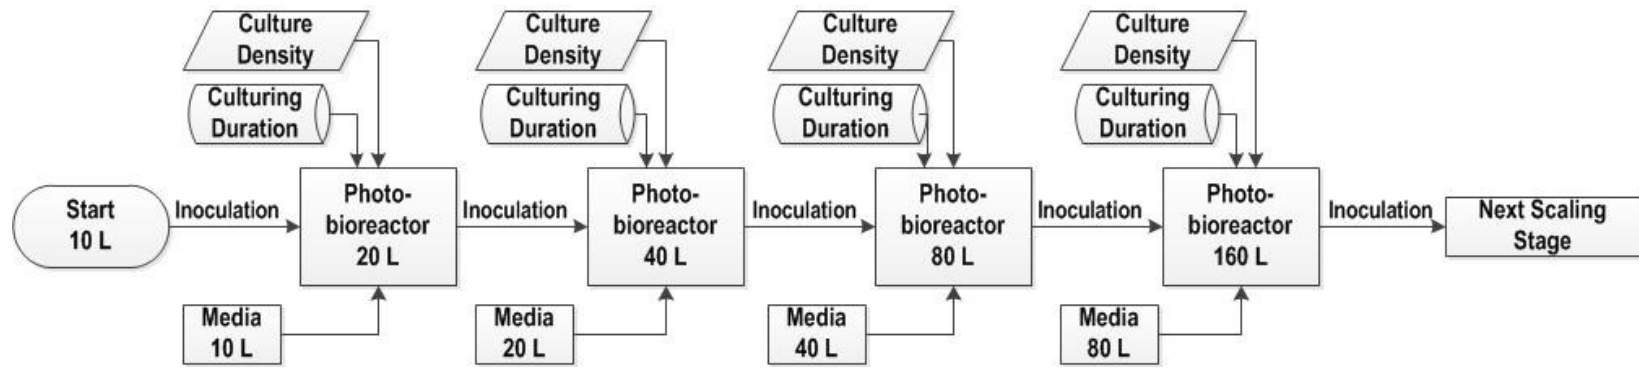 Culture
Density
Culture
Density
Culture
Density
Culture
Density
Culturing
Duration
Culturing
Duration
Culturing
Duration
Culturing
Duration
Start
10 L
Inoculation
Photo-
bioreactor
20 L
Inoculation
Photo-
bioreactor
40 L
Inoculation
Photo-
bioreactor
80 L
Inoculation
Photo-
bioreactor
160 L
Inoculation
Next Scaling
Stage
Media
10 L
Media
20 L
Media
40 L
Media
80 L